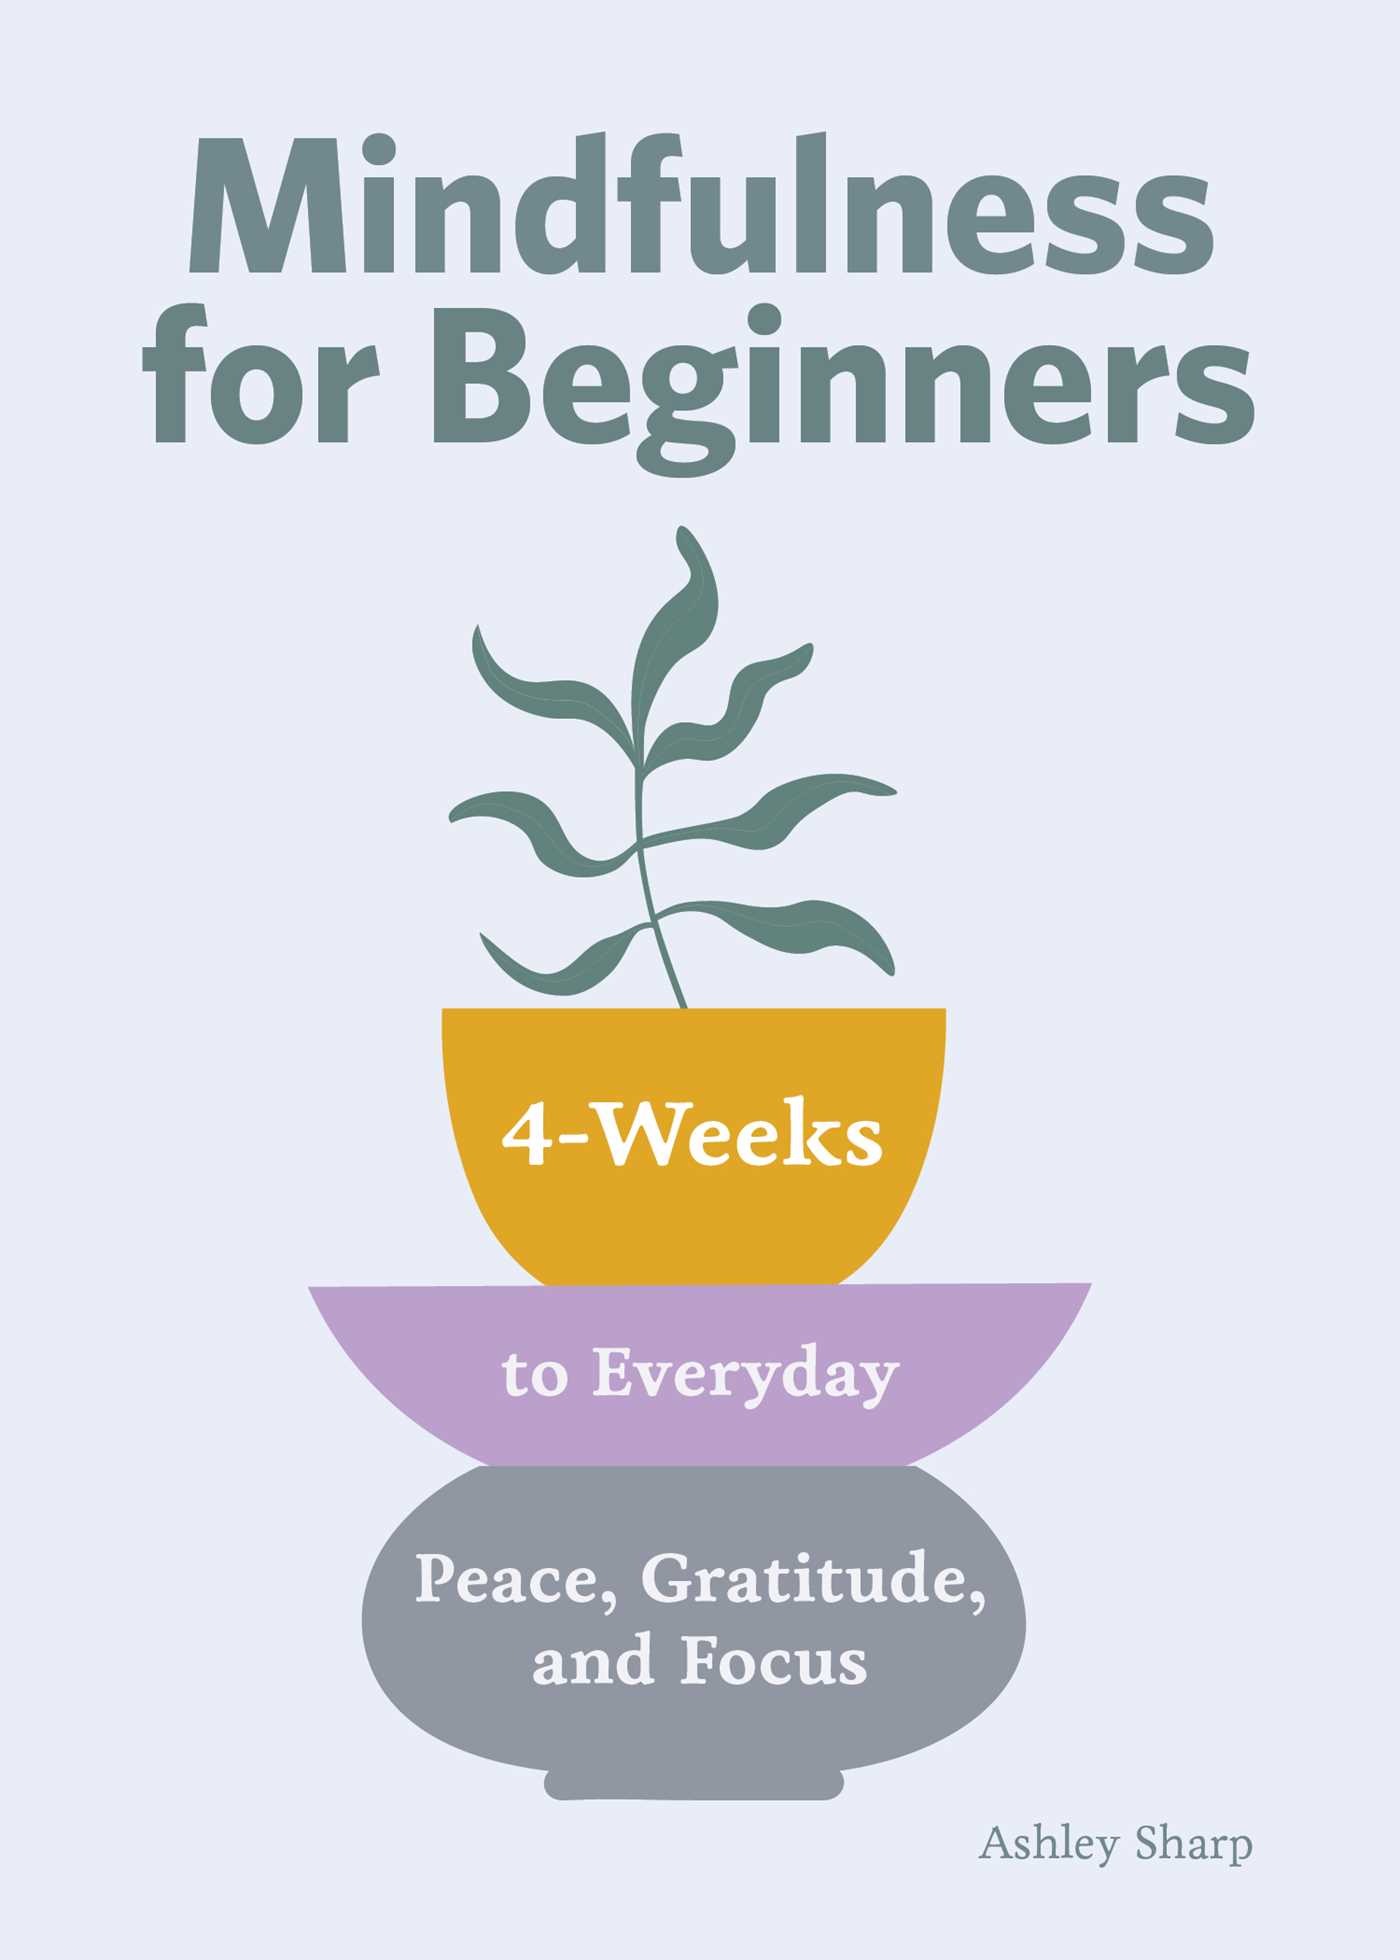 Mindfulness
for Beginners
4-Weeks
to Everyday
Peace, Gratitude,
and Focus
Ashley Sharp